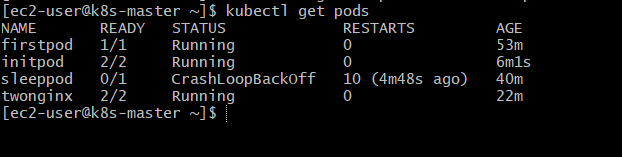 [ec2-user@k8s-master ~]$ kubectl get pods
NAME READY STATUS RESTARTS AGE
firstpod 1/1 Running 0 53m
initpod 2/2 Running 0 6m1s
sleeppod 0/1 CrashLoopBackOff 10 (4m48s ago) 40m
twonginx 2/2 Running 0 22m
[ec2-user@k8s-master ~]$